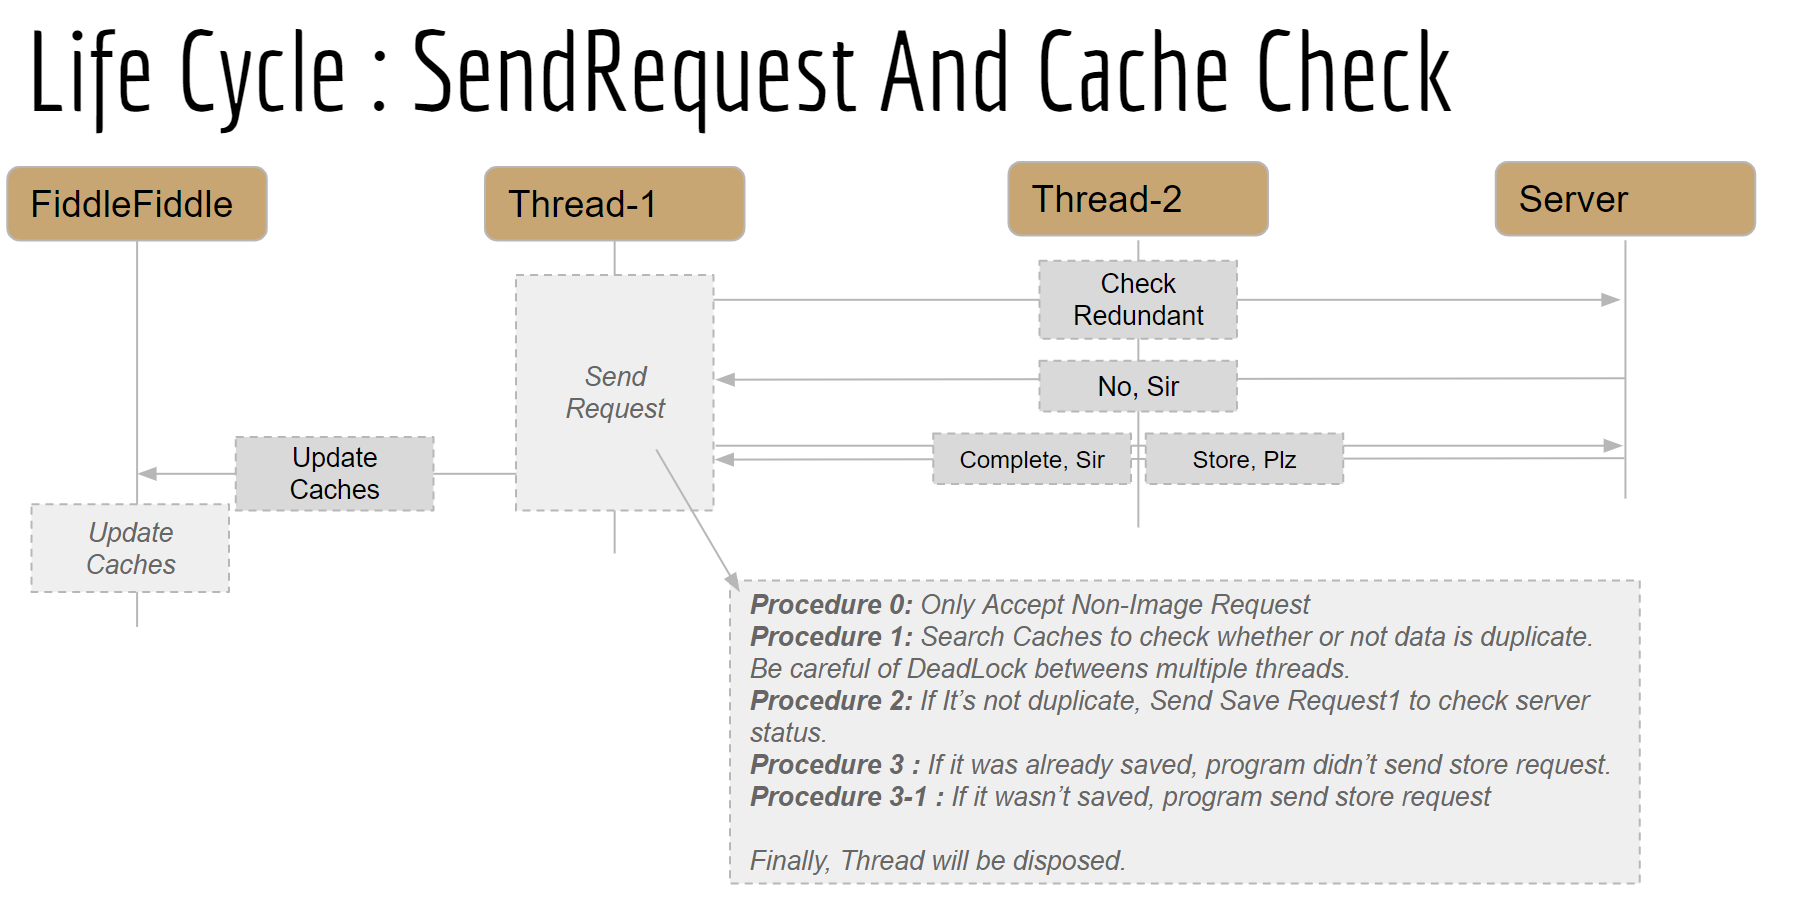 Life Cycle : SendRequest And Cache Check
FiddleFiddle
Thread-1
Thread-2
Server
Check
Redundant
Send
Request
No, Sir
Update
Caches
Complete, Sir
Store, Plz
Update
Caches
Procedure 0: Only Accept Non-Image Request
Procedure 1: Search Caches to check whether or not data is duplicate.
Be careful of DeadLock betweens multiple threads.
Procedure 2: If It’s not duplicate, Send Save Request1 to check server
status.
Procedure 3 : If it was already saved, program didn’t send store request.
Procedure 3-1 : If it wasn’t saved, program send store request
Finally, Thread will be disposed.